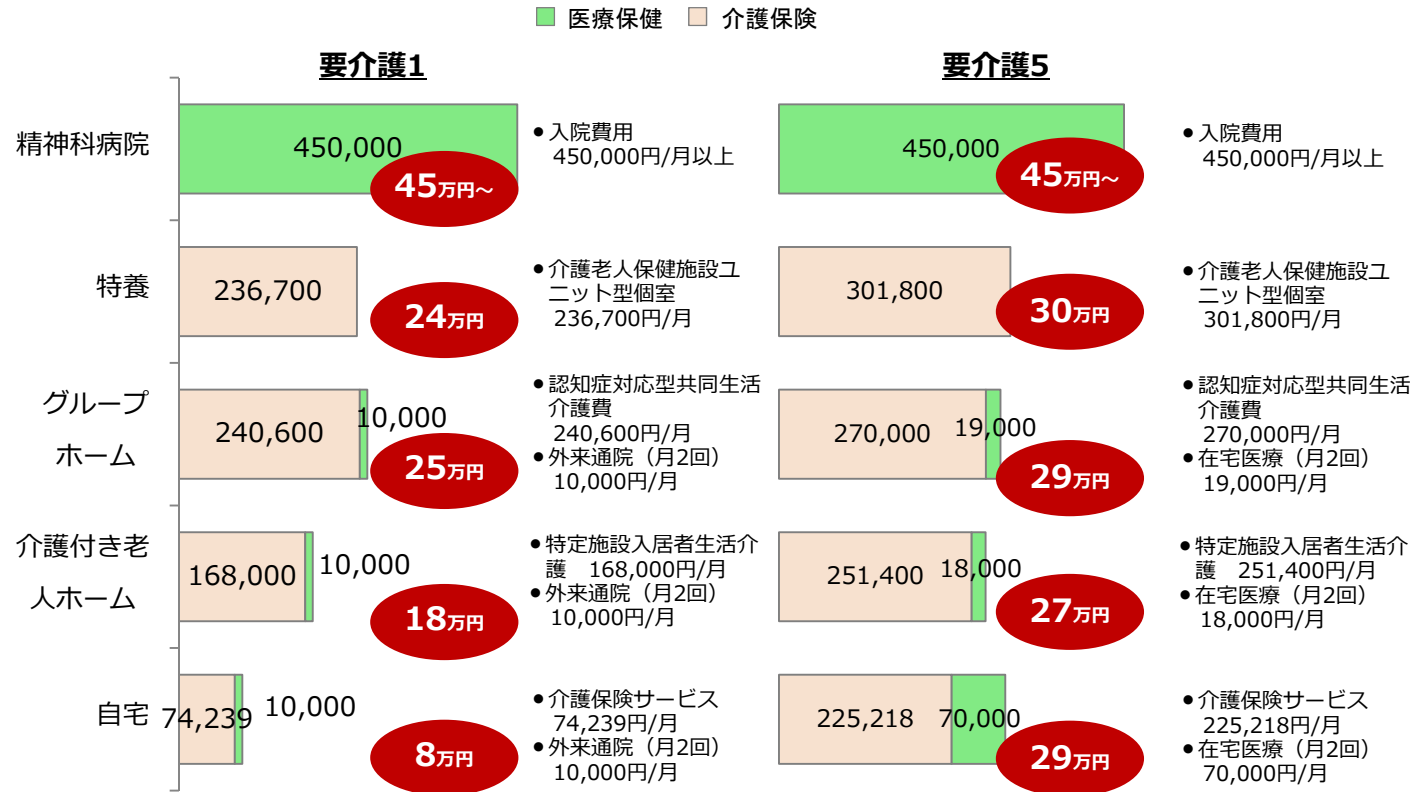 医療保健 介護保険
要介護1
要介護5
精神科病院
450,000
45万円～
●入院費用
450,000円/月以上
450,000
45万円～
●入院費用
450,000円/月以上
特養
236,700
24万円
●介護老人保健施設ユ
ニット型個室
236,700円/月
301,800
30万円
●介護老人保健施設ユ
ニット型個室
301,800円/月
グループ
ホーム
240,600
10,000
25万円
●認知症対応型共同生活
介護費
240,600円/月
●外来通院（月2回）
10,000円/月
270,000
19,000
29万円
●認知症対応型共同生活
介護費
270,000円/月
●在宅医療（月2回）
19,000円/月
介護付き老
人ホーム
168,000
10,000
18万円
●特定施設入居者生活介
護　168,000円/月
●外来通院（月2回）
10,000円/月
251,400
18,000
27万円
●特定施設入居者生活介
護　251,400円/月
●在宅医療（月2回）
18,000円/月
自宅
74,239
10,000
8万円
●介護保険サービス
74,239円/月
●外来通院（月2回）
10,000円/月
225,218
70,000
29万円
●介護保険サービス
225,218円/月
●在宅医療（月2回）
70,000円/月